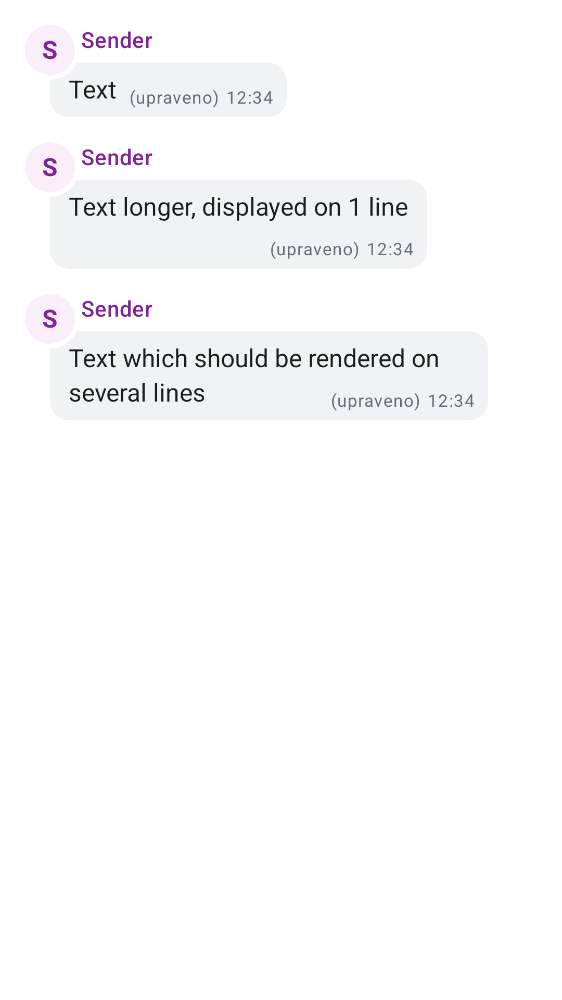 S Sender
Text (upraveno) 12:34
S Sender
Text longer, displayed on 1 line
(upraveno) 12:34
S Sender
Text which should be rendered on
several lines (upraveno) 12:34